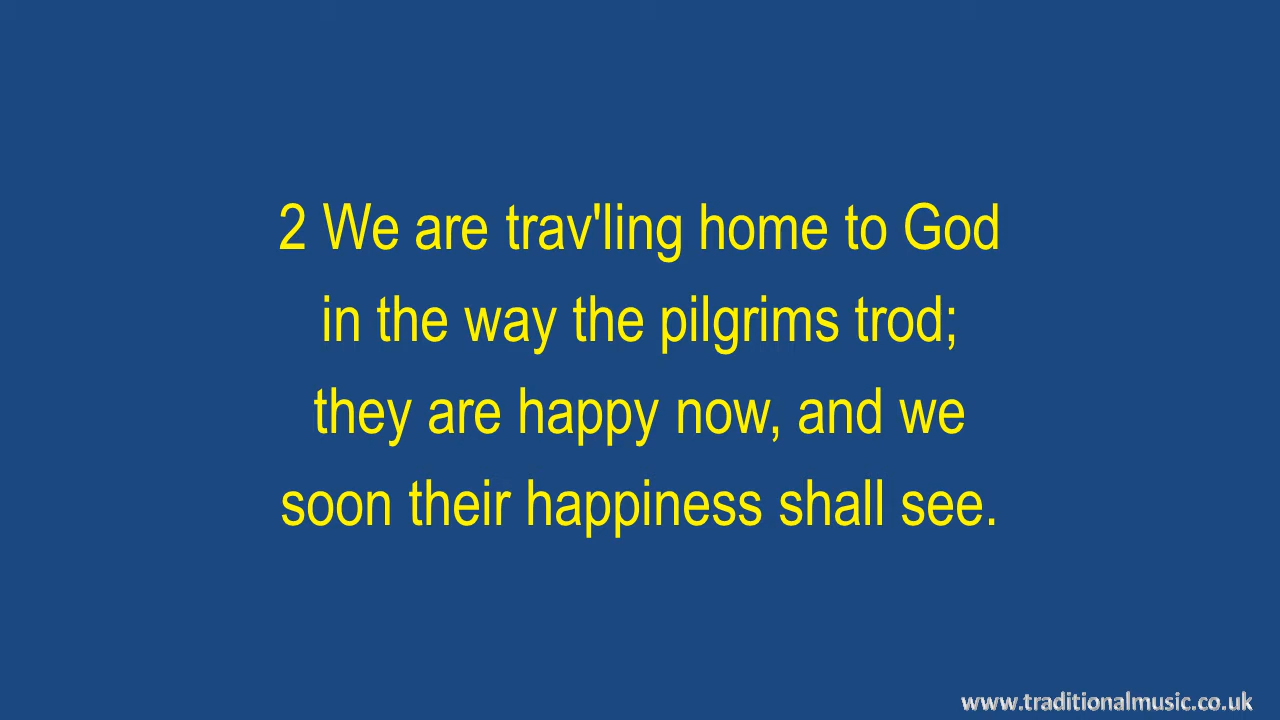 2 We are trav'ling home to God
in the way the pilgrims trod;
they are happy now, and we
soon their happiness shall see.
www.traditionalmusic.co.uk